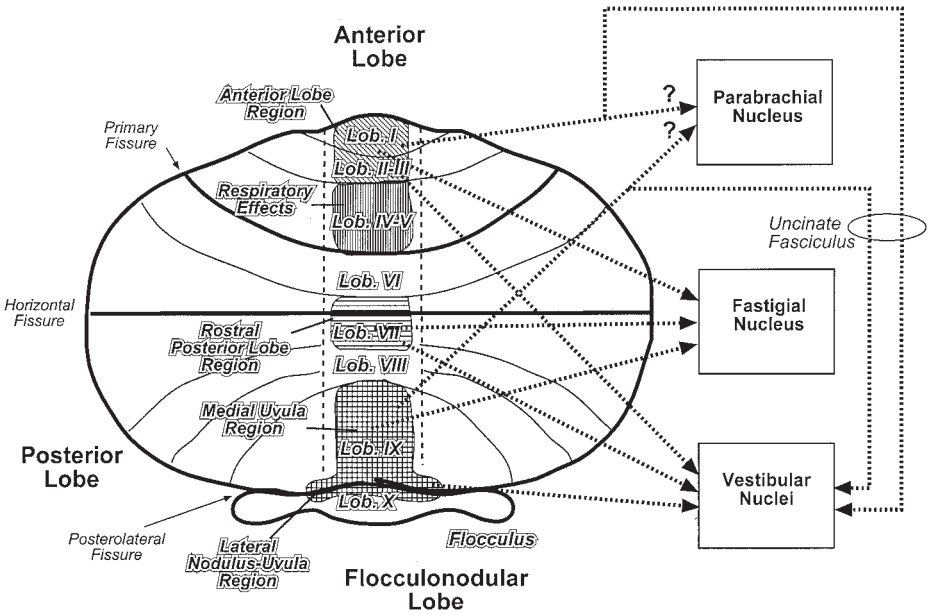 Anterior
Lobe
Anterior Lobe
Region
Primary
Fissure
Lob. I
Lob. II-III
Respiratory
Effects
Lob. IV-V
Lob. VI
Horizontal
Fissure
Rostral
Posterior Lobe
Region
Lob. VII
Lob. VIII
Medial Uvula
Region
Lob. IX
Posterior
Lobe
Lob. X
Posterolateral
Fissure
Lateral
Nodulus-Uvula
Region
Flocculus
Flocculonodular
Lobe
?
?
Parabrachial
Nucleus
Uncinate
Fasciculus
Fastigial
Nucleus
Vestibular
Nuclei